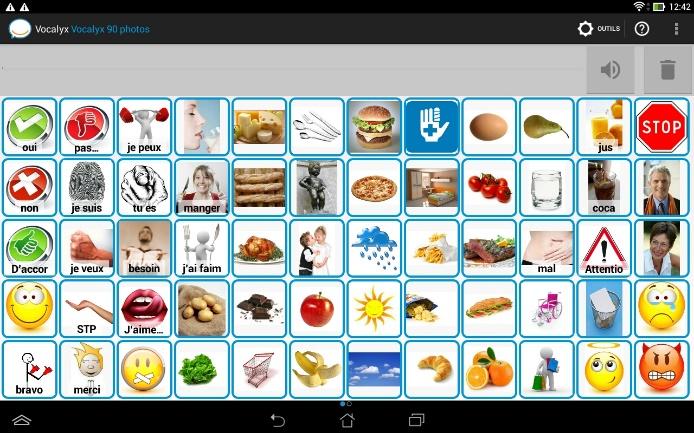 12:42
Vocalyx Vocalyx 90 photos
OUTILS
oui
pas...
je peux
jus
STOP
non
je suis
tu es
manger
coca
D'accor
je veux
besoin
j'ai faim
mal
Attentio
STP
J'aime...
bravo
merci